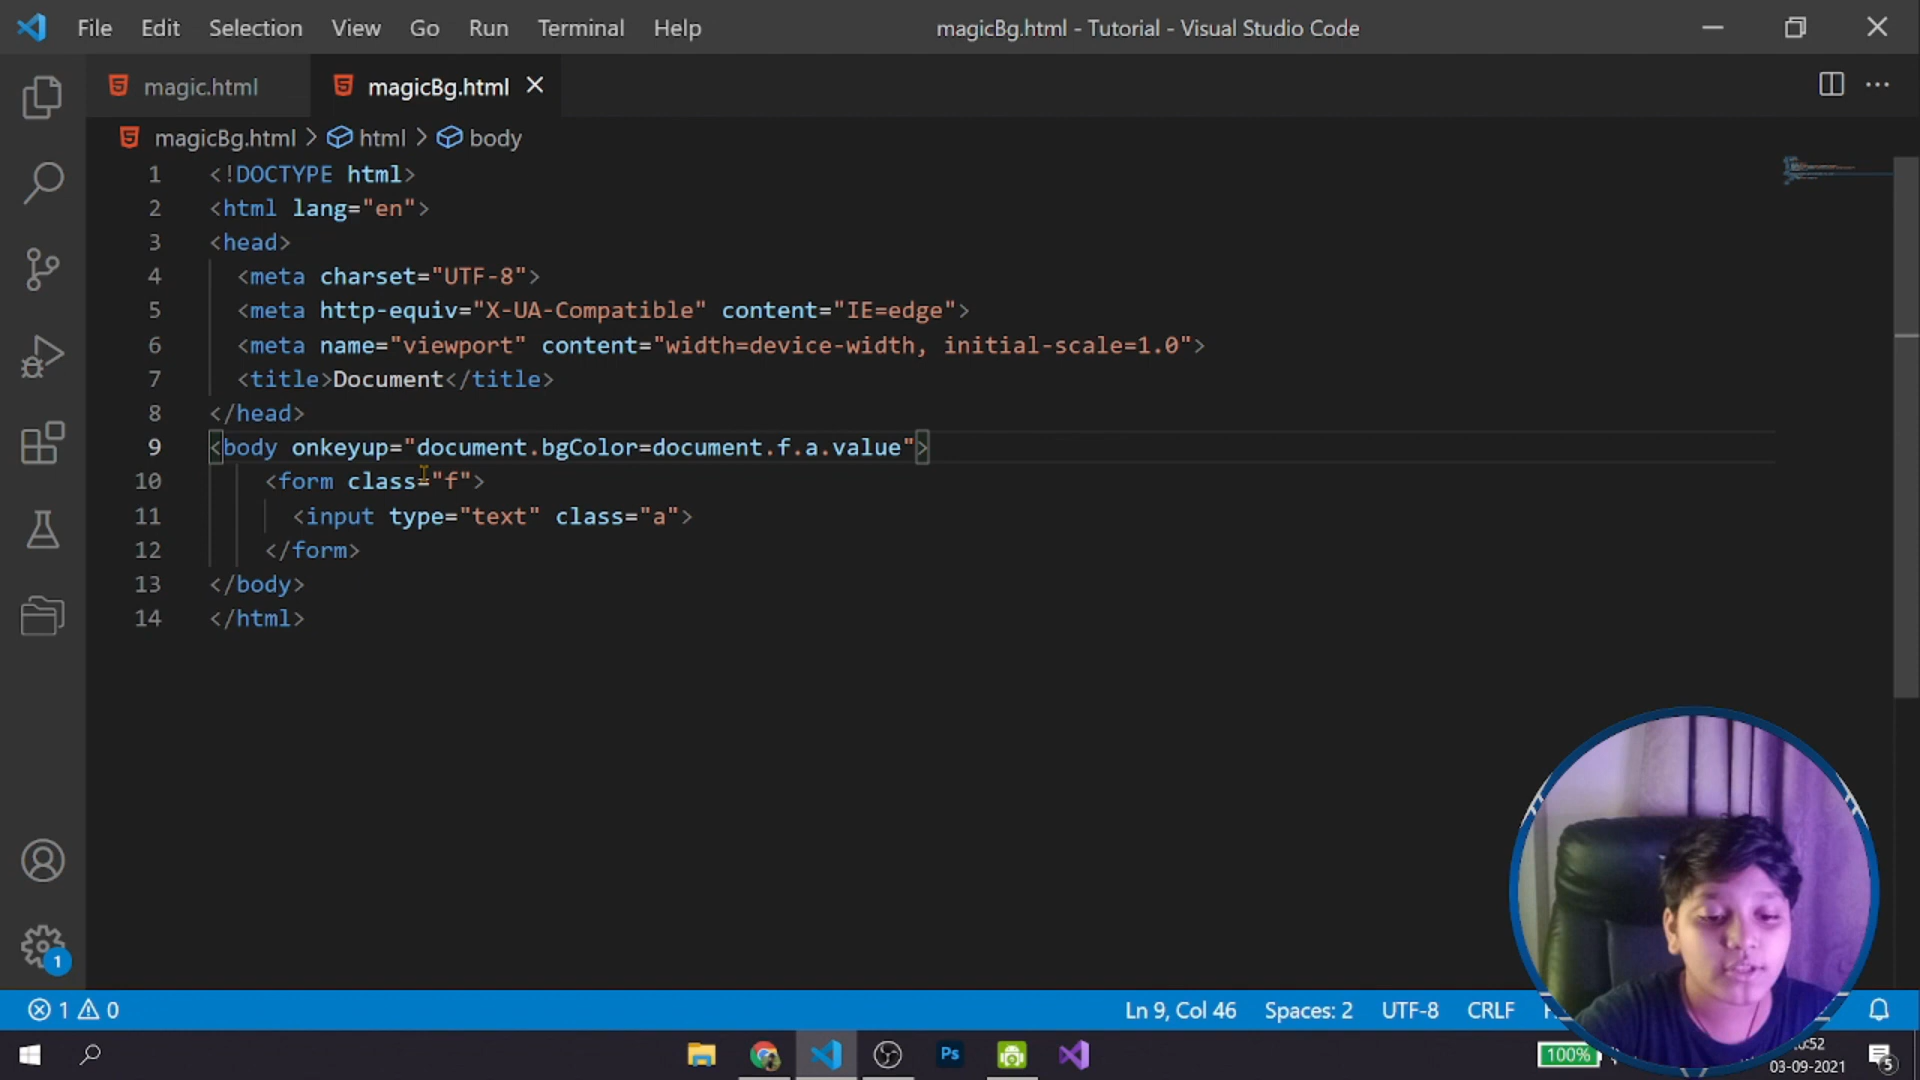 File Edit Selection View Go Run Terminal Help magicBg.html - Tutorial - Visual Studio Code
magic.html magicBg.html
magicBg.html > html > body
1 <!DOCTYPE html>
2 <html lang="en">
3 <head>
4 <meta charset="UTF-8">
5 <meta http-equiv="X-UA-Compatible" content="IE=edge">
6 <meta name="viewport" content="width=device-width, initial-scale=1.0">
7 <title>Document</title>
8 </head>
9 <body onkeyup="document.bgColor=document.f.a.value">
10 <form class="f">
11 <input type="text" class="a">
12 </form>
13 </body>
14 </html>
1
1 0 Ln 9, Col 46 Spaces: 2 UTF-8 CRLF
Ps 100%
03-09-2021 5